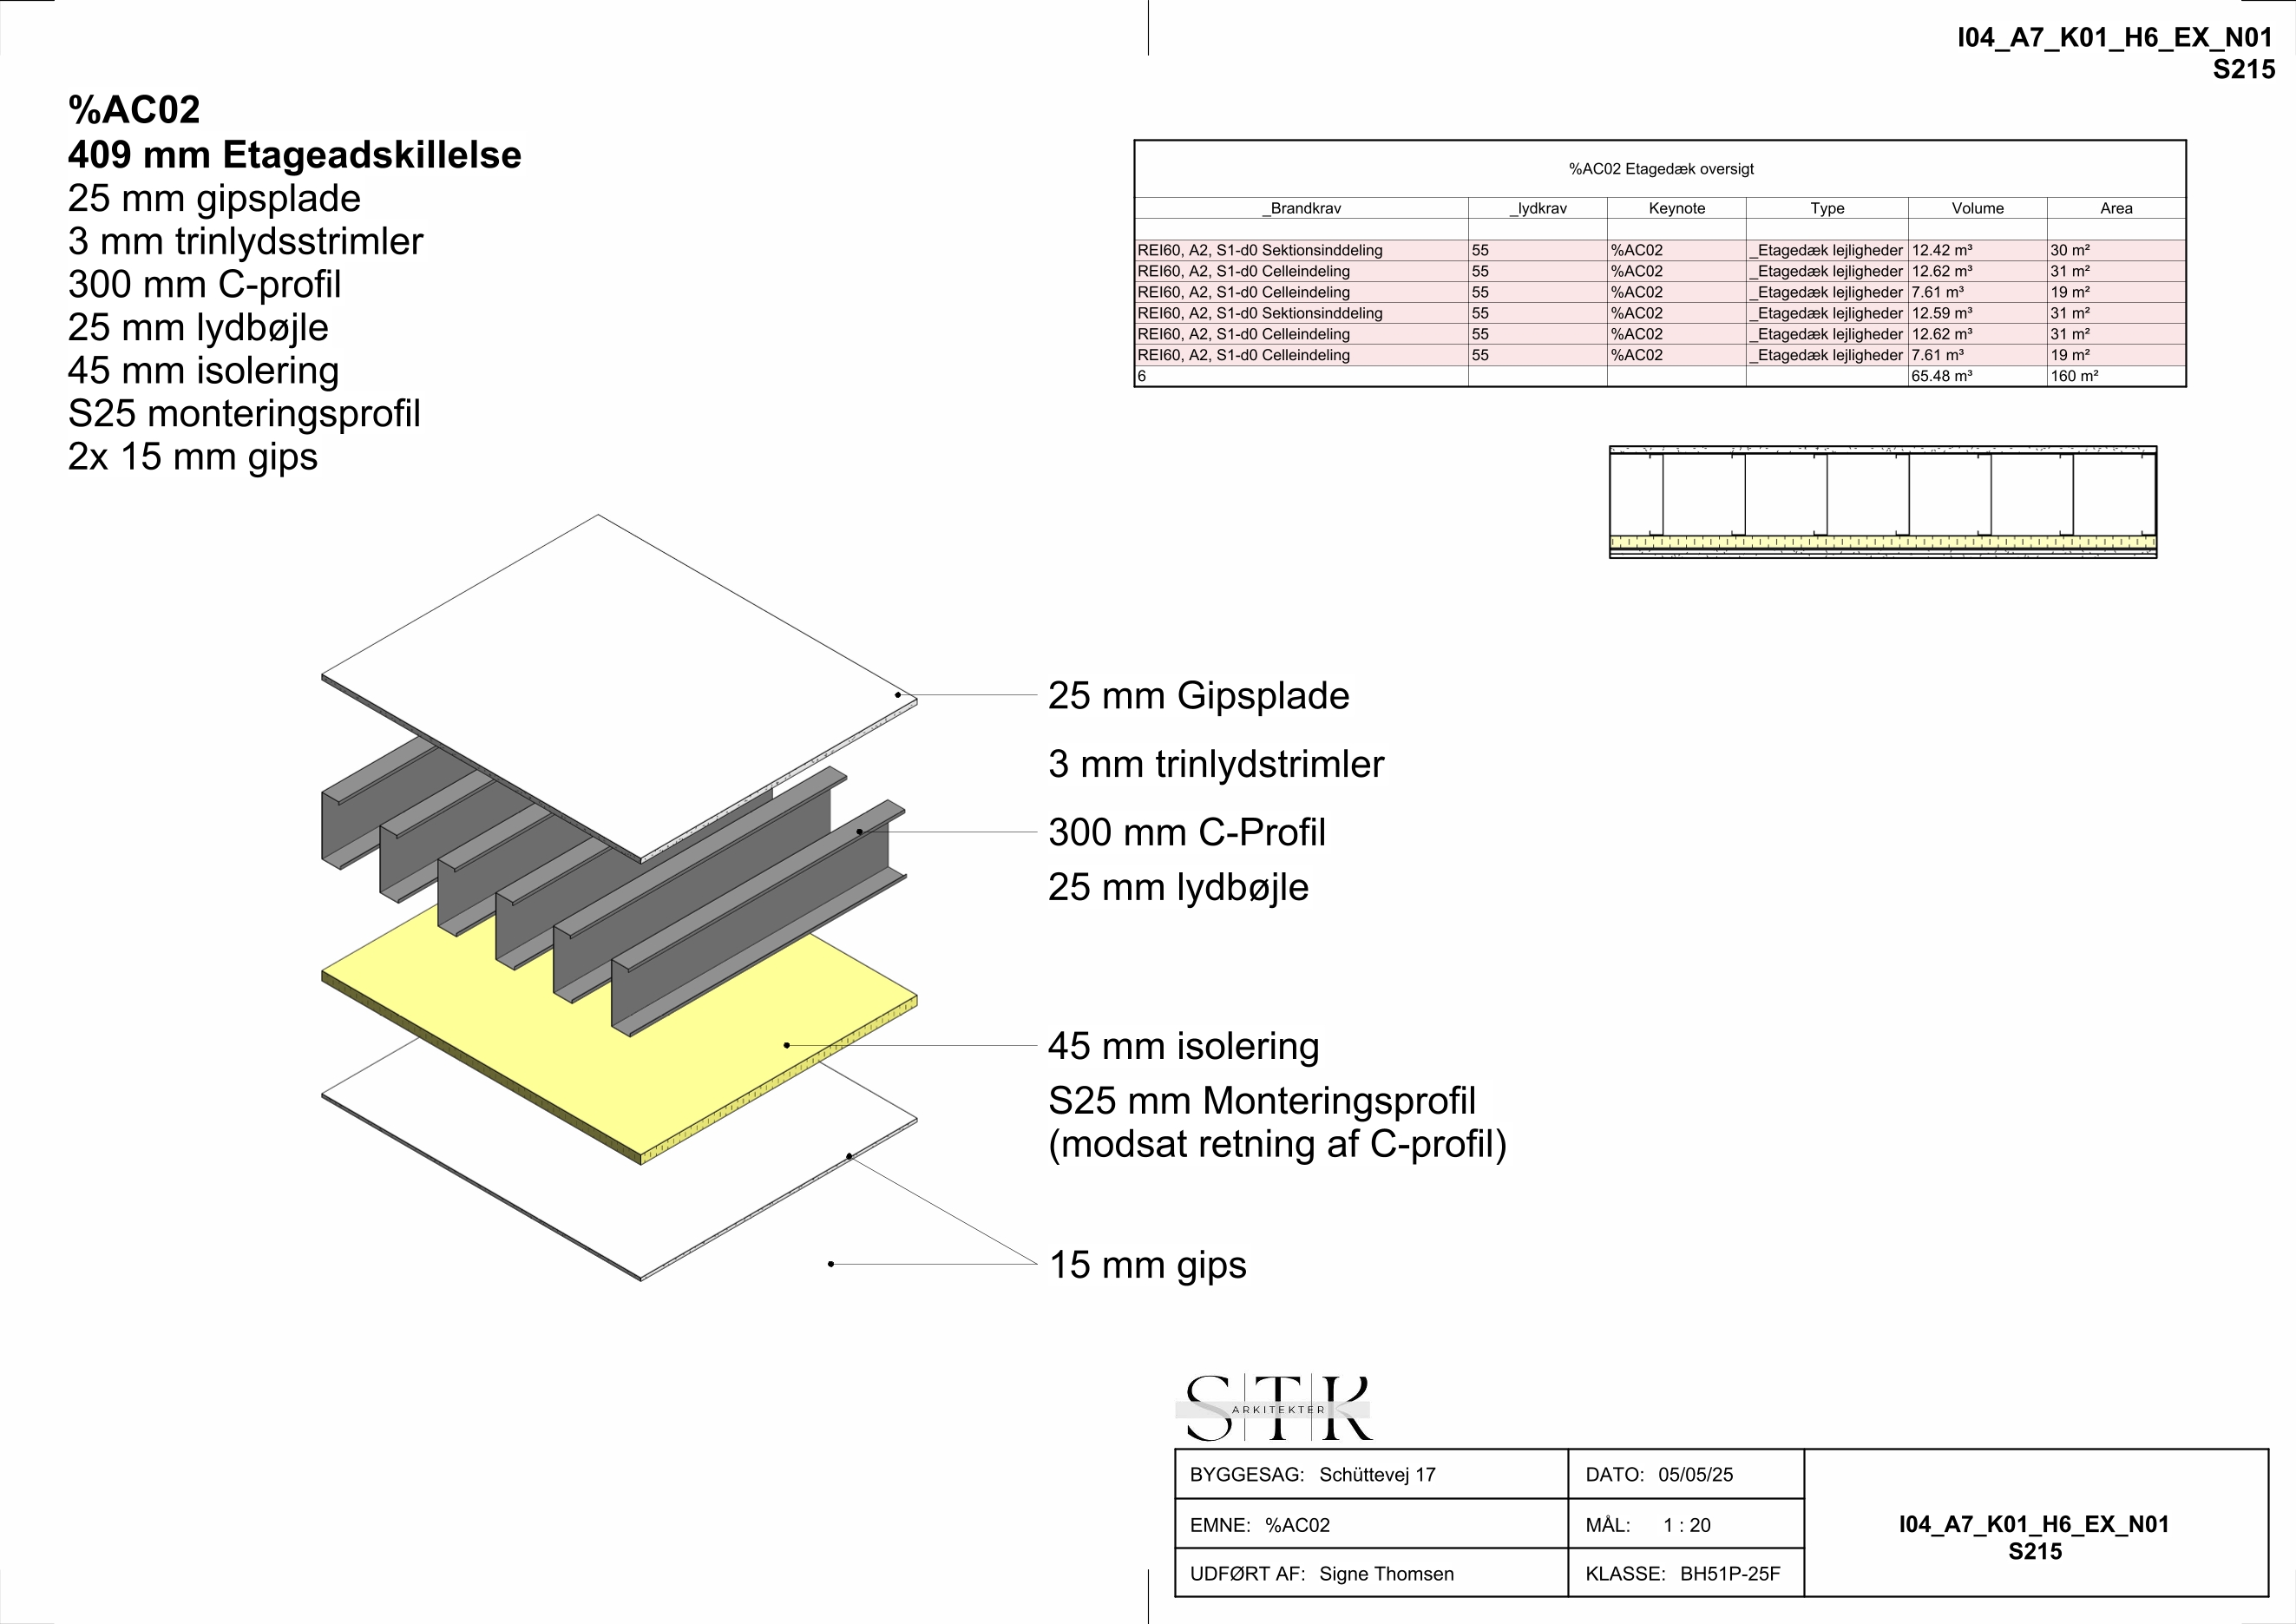 I04_A7_K01_H6_EX_N01
S215
%AC02
409 mm Etageadskillelse
25 mm gipsplade
3 mm trinlydsstrimler
300 mm C-profil
25 mm lydbøjle
45 mm isolering
S25 monteringsprofil
2x 15 mm gips
%AC02 Etagedæk oversigt
_Brandkrav _lydkrav Keynote Type Volume Area
REI60, A2, S1-d0 Sektionsinddeling 55 %AC02 _Etagedæk lejligheder 12.42 m³ 30 m²
REI60, A2, S1-d0 Celleindeling 55 %AC02 _Etagedæk lejligheder 12.62 m³ 31 m²
REI60, A2, S1-d0 Celleindeling 55 %AC02 _Etagedæk lejligheder 7.61 m³ 19 m²
REI60, A2, S1-d0 Sektionsinddeling 55 %AC02 _Etagedæk lejligheder 12.59 m³ 31 m²
REI60, A2, S1-d0 Celleindeling 55 %AC02 _Etagedæk lejligheder 12.62 m³ 31 m²
REI60, A2, S1-d0 Celleindeling 55 %AC02 _Etagedæk lejligheder 7.61 m³ 19 m²
6 65.48 m³ 160 m²
25 mm Gipsplade
3 mm trinlydstrimler
300 mm C-Profil
25 mm lydbøjle
45 mm isolering
S25 mm Monteringsprofil
(modsat retning af C-profil)
15 mm gips
STK
ARKITEKTER
BYGGESAG: Schüttevej 17 DATO: 05/05/25
EMNE: %AC02 MÅL: 1 : 20
UDFØRT AF: Signe Thomsen KLASSE: BH51P-25F
I04_A7_K01_H6_EX_N01
S215